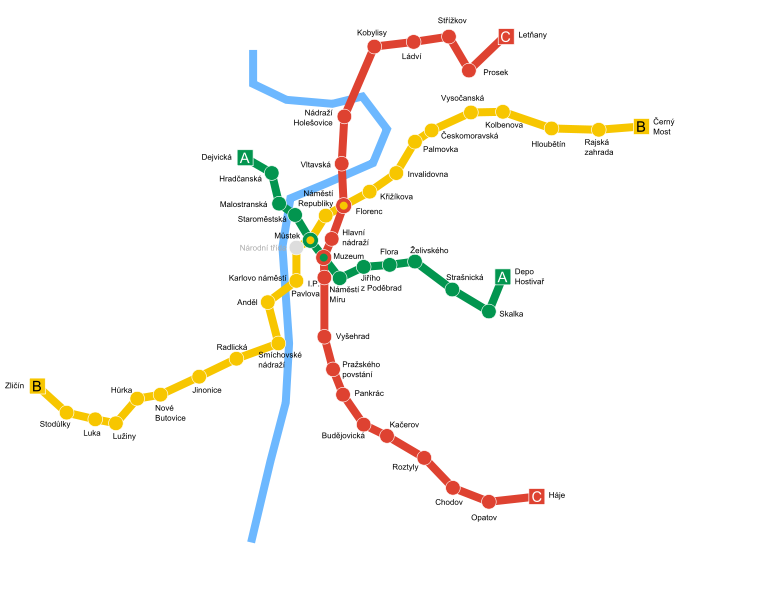 Střížkov
Kobylisy
C
Letňany
Ládví
Prosek
Vysočanská
Nádraží
Holešovice
Kolbenova
B
Černý
Most
Českomoravská
Hloubětín
Rajská
zahrada
Palmovka
Dejvická
A
Vltavská
Invalidovna
Hradčanská
Náměstí
Republiky
Křižíkova
Malostranská
Florenc
Staroměstská
Můstek
Hlavní
nádraží
Národní tří
Muzeum
Flora
Želivského
Karlovo náměstí
I.P.
Pavlova
Náměstí
Míru
Jiřího
z Poděbrad
Strašnická
A
Depo
Hostivař
Anděl
Skalka
Vyšehrad
Radlická
Smíchovské
nádraží
Pražského
povstání
Zličín
B
Hůrka
Jinonice
Pankrác
Nové
Butovice
Stodůlky
Luka
Lužiny
Budějovická
Kačerov
Roztyly
Chodov
C
Háje
Opatov